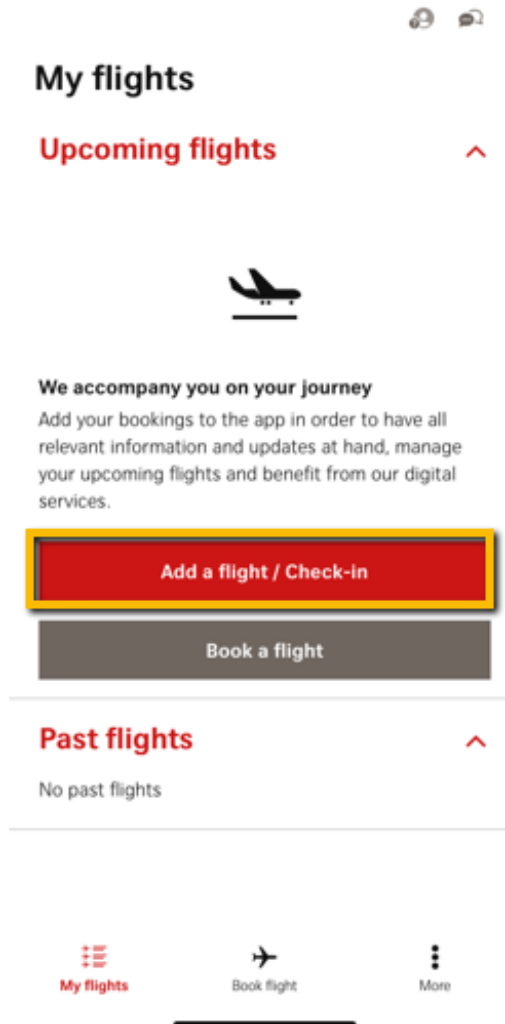 My flights
Upcoming flights
We accompany you on your journey
Add your bookings to the app in order to have all
relevant information and updates at hand, manage
your upcoming flights and benefit from our digital
services.
Add a flight / Check-in
Book a flight
Past flights
No past flights
My flights
Book flight
More